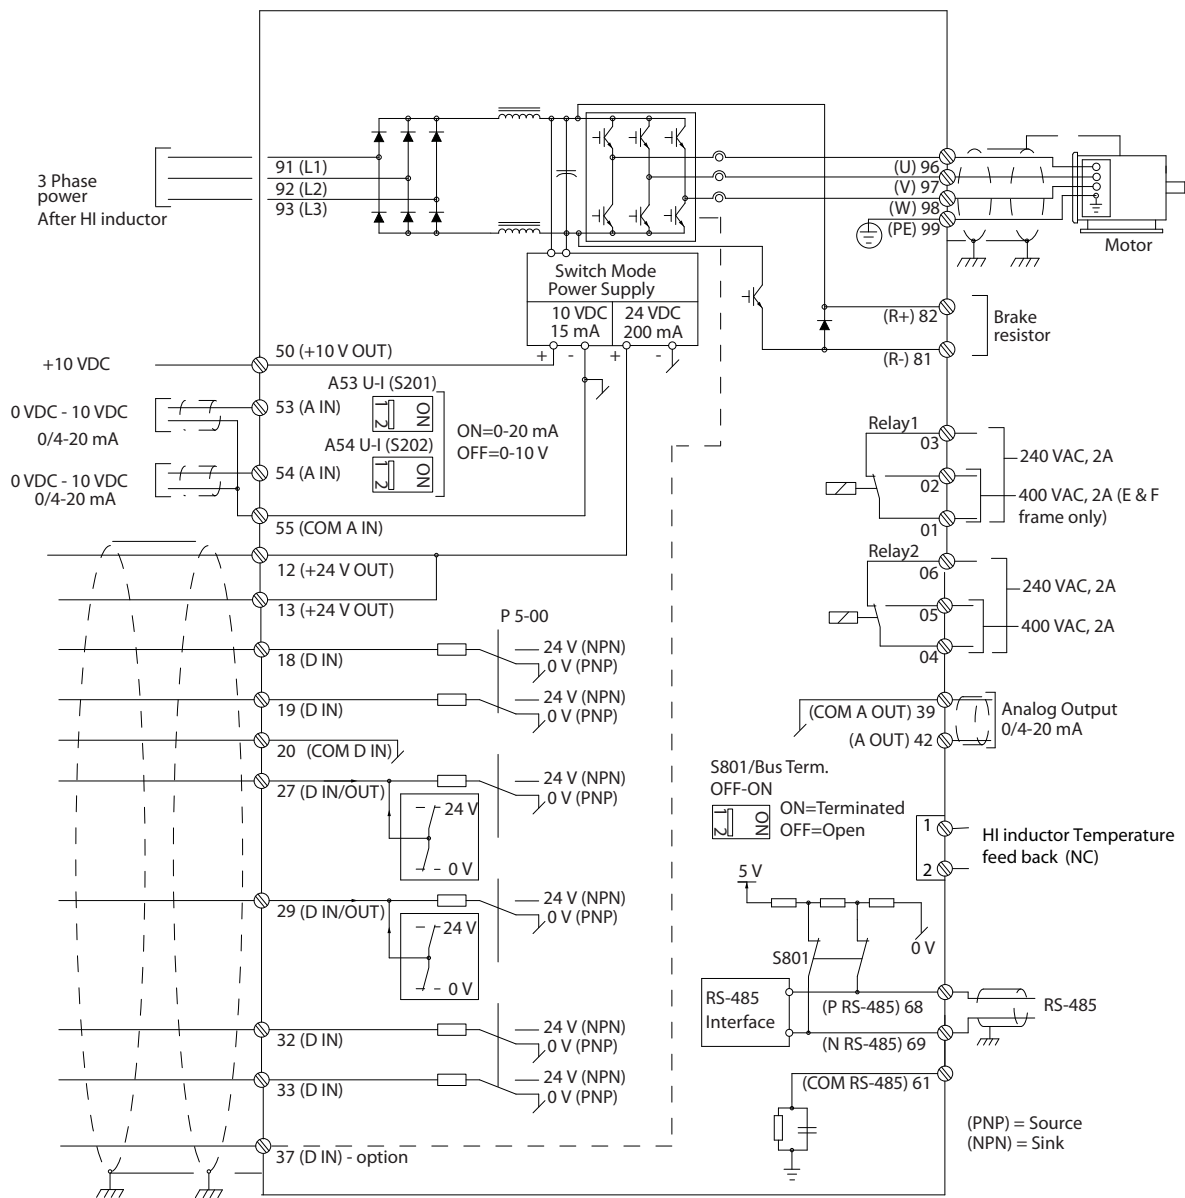 3 Phase
power
After HI inductor
91 (L1)
92 (L2)
93 (L3)
(U) 96
(V) 97
(W) 98
(PE) 99
Motor
Switch Mode
Power Supply
10 VDC
15 mA
24 VDC
200 mA
+ - + -
(R+) 82
(R-) 81
Brake
resistor
+10 VDC
50 (+10 V OUT)
0 VDC - 10 VDC
0/4-20 mA
53 (A IN)
A53 U-I (S201)
1 2 ON
A54 U-I (S202)
1 2 ON
ON=0-20 mA
OFF=0-10 V
0 VDC - 10 VDC
0/4-20 mA
54 (A IN)
55 (COM A IN)
12 (+24 V OUT)
13 (+24 V OUT)
Relay1
03
02
01
240 VAC, 2A
400 VAC, 2A (E & F
frame only)
Relay2
06
05
04
240 VAC, 2A
400 VAC, 2A
P 5-00
18 (D IN)
24 V (NPN)
0 V (PNP)
19 (D IN)
24 V (NPN)
0 V (PNP)
20 (COM D IN)
27 (D IN/OUT)
24 V (NPN)
0 V (PNP)
24 V
0 V
29 (D IN/OUT)
24 V (NPN)
0 V (PNP)
24 V
0 V
32 (D IN)
24 V (NPN)
0 V (PNP)
33 (D IN)
24 V (NPN)
0 V (PNP)
37 (D IN) - option
(COM A OUT) 39
(A OUT) 42
Analog Output
0/4-20 mA
S801/Bus Term.
OFF-ON
1 2 ON
ON=Terminated
OFF=Open
1
2
HI inductor Temperature
feed back (NC)
5 V
0 V
S801
RS-485
Interface
(P RS-485) 68
(N RS-485) 69
RS-485
(COM RS-485) 61
(PNP) = Source
(NPN) = Sink